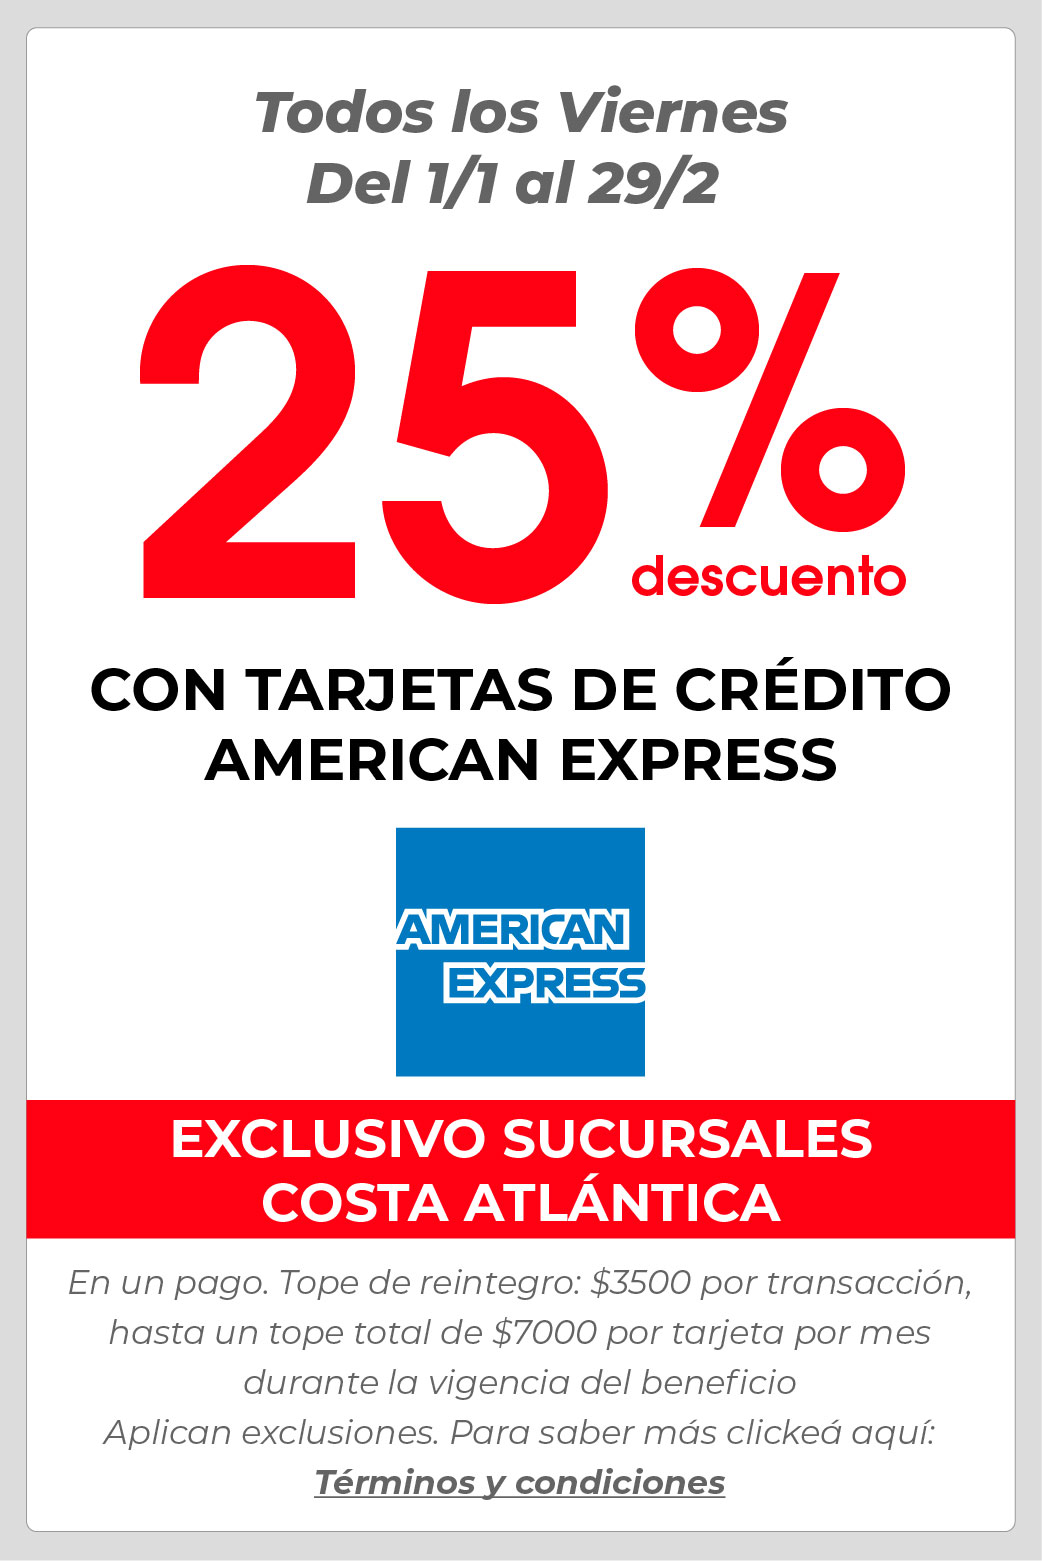 Todos los Viernes
Del 1/1 al 29/2
25%
descuento
CON TARJETAS DE CRÉDITO
AMERICAN EXPRESS
AMERICAN
EXPRESS
EXCLUSIVO SUCURSALES
COSTA ATLÁNTICA
En un pago. Tope de reintegro: $3500 por transacción,
hasta un tope total de $7000 por tarjeta por mes
durante la vigencia del beneficio
Aplican exclusiones. Para saber más clickeá aquí:
Términos y condiciones